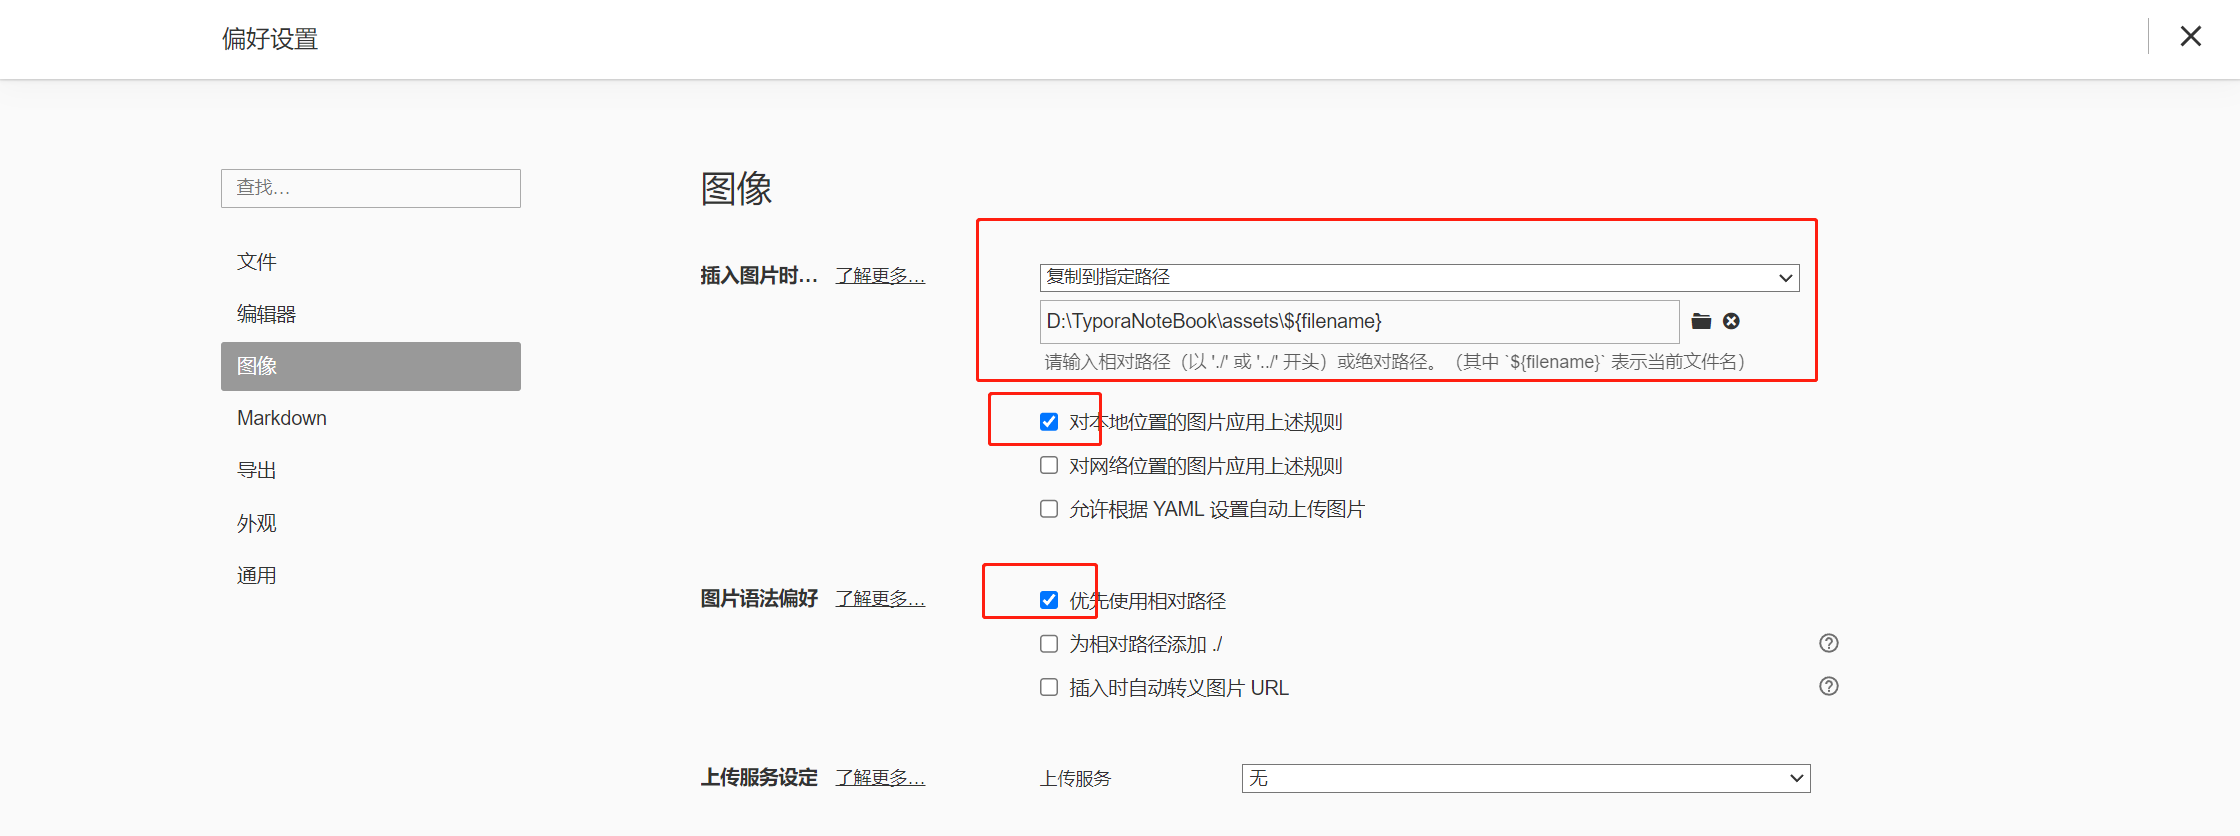 偏好设置
查找...
文件
编辑器
图像
Markdown
导出
外观
通用
图像
插入图片时... 了解更多...
复制到指定路径
D:\TyporaNoteBook\assets\${filename}
请输入相对路径（以 './' 或 '../' 开头）或绝对路径。（其中 `${filename}` 表示当前文件名）
对本地位置的图片应用上述规则
对网络位置的图片应用上述规则
允许根据 YAML 设置自动上传图片
图片语法偏好 了解更多...
优先使用相对路径
为相对路径添加 ./
插入时自动转义图片 URL
上传服务设定 了解更多...
上传服务 无